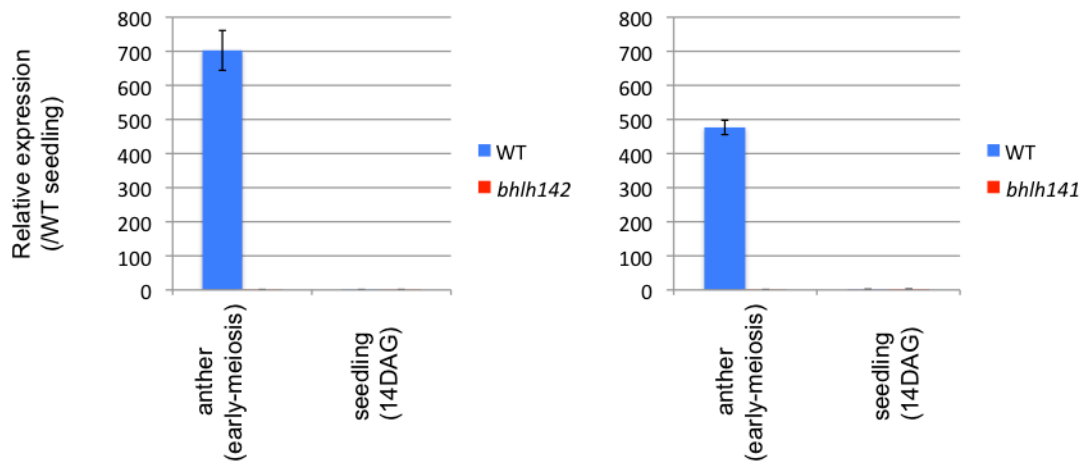 Relative expression
(/WT seedling)
800
700
600
500
400
300
200
100
0
anther
(early-meiosis)
seedling
(14DAG)
WT
bhlh142
800
700
600
500
400
300
200
100
0
anther
(early-meiosis)
seedling
(14DAG)
WT
bhlh141